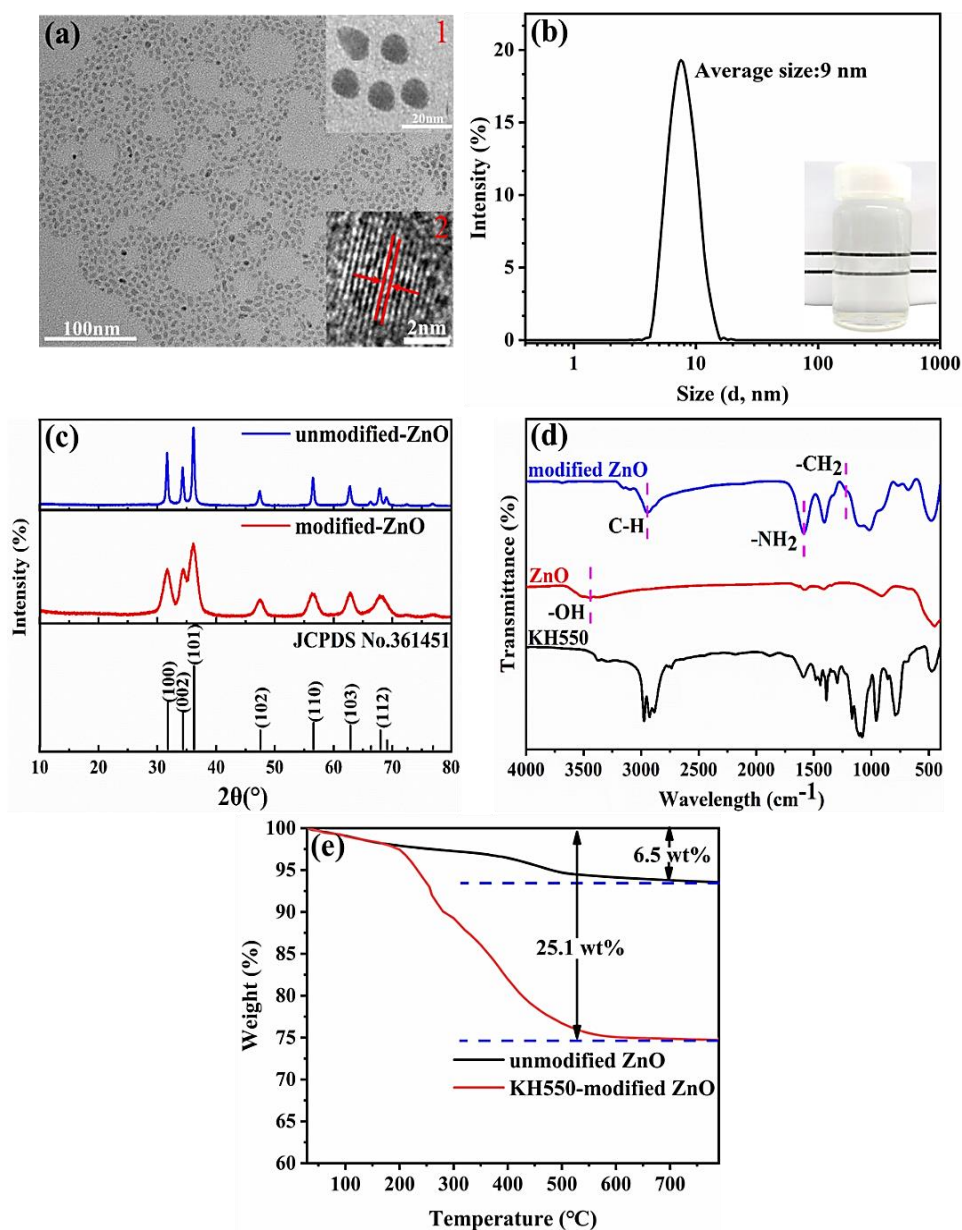 (a)
1
20nm
2
2nm
100nm
(b)
Average size:9 nm
Intensity (%)
20
15
10
5
0
1 10 100 1000
Size (d, nm)
(c)
unmodified-ZnO
modified-ZnO
JCPDS No.361451
(100)
(002)
(101)
(102)
(110)
(103)
(112)
Intensity (%)
10 20 30 40 50 60 70 80
2θ(°)
(d)
modified ZnO
-CH2
C-H
-NH2
ZnO
-OH
KH550
Transmittance (%)
4000 3500 3000 2500 2000 1500 1000 500
Wavelength (cm-1)
(e)
6.5 wt%
25.1 wt%
unmodified ZnO
KH550-modified ZnO
Weight (%)
100
95
90
85
80
75
70
65
60
100 200 300 400 500 600 700
Temperature (°C)